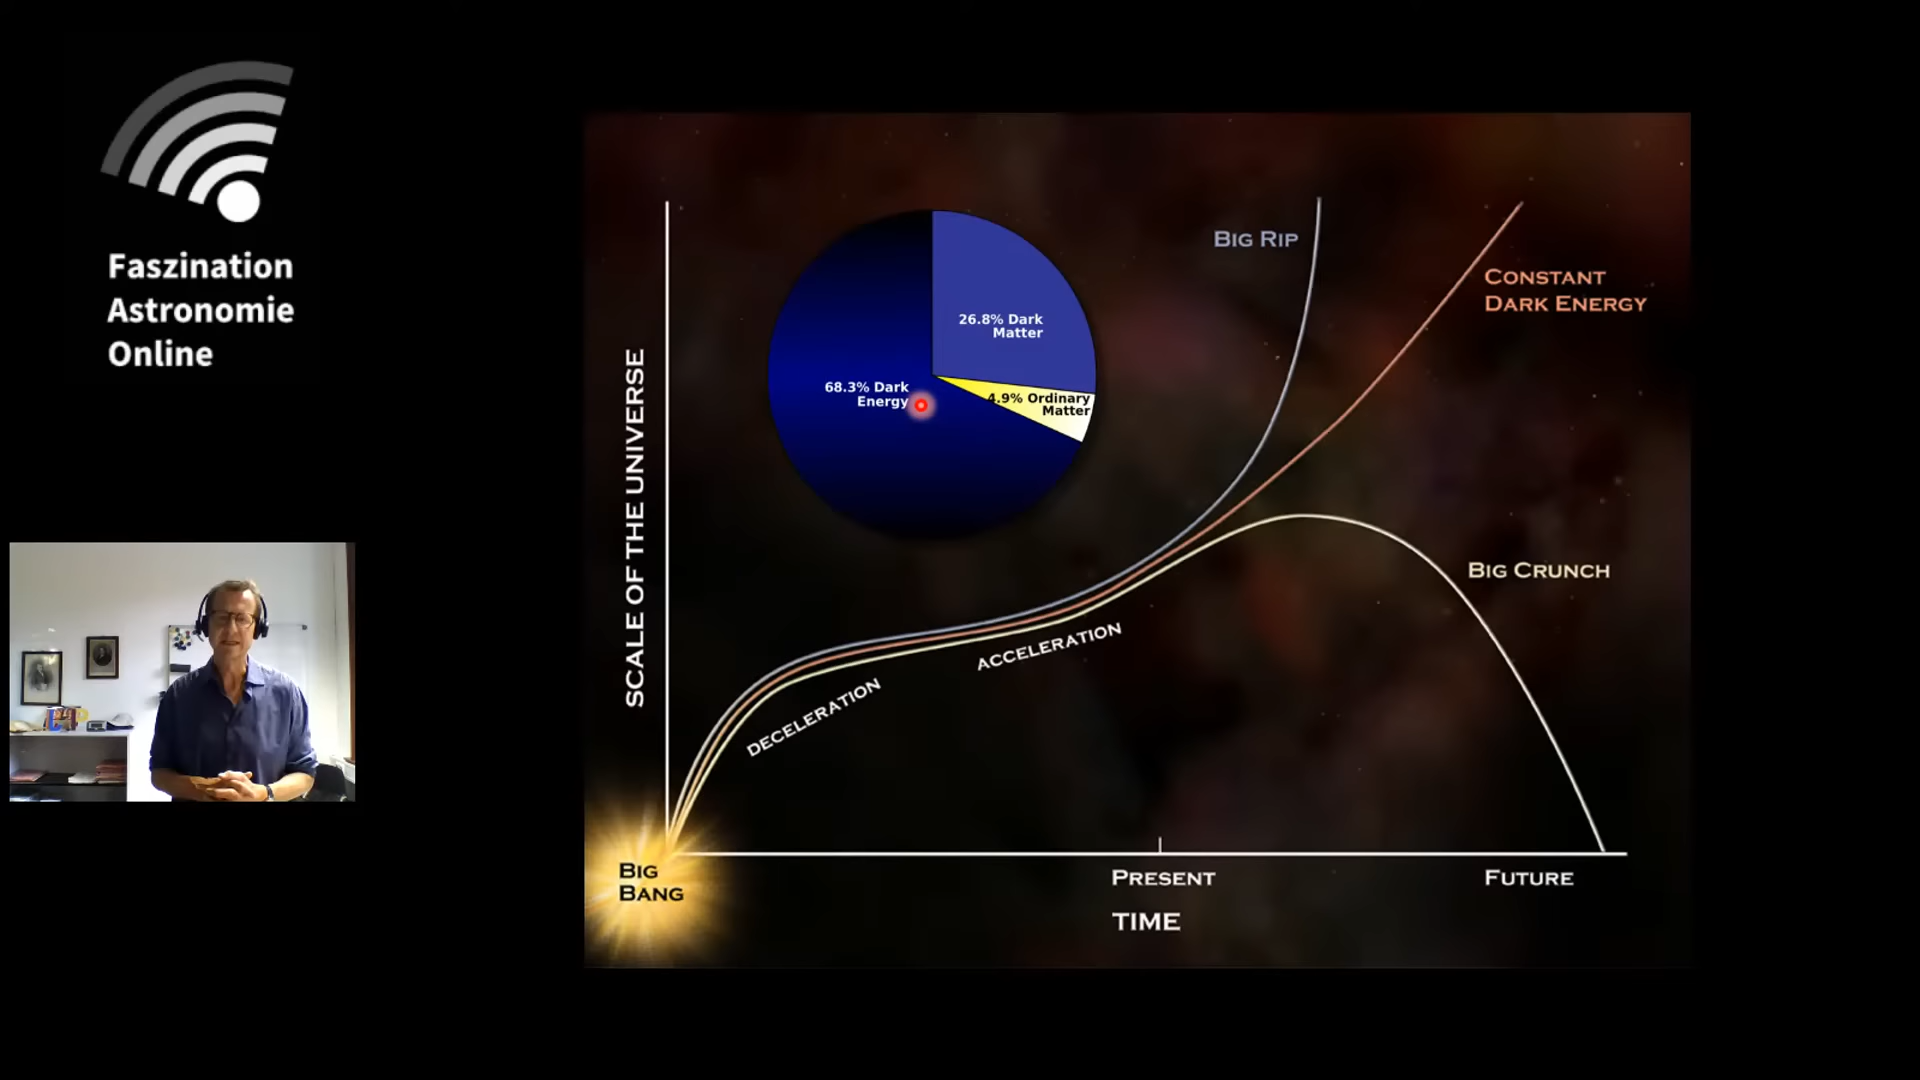 Faszination
Astronomie
Online
SCALE OF THE UNIVERSE
26.8% Dark
Matter
68.3% Dark
Energy
4.9% Ordinary
Matter
BIG RIP
CONSTANT
DARK ENERGY
BIG CRUNCH
ACCELERATION
DECELERATION
BIG
BANG
PRESENT
FUTURE
TIME